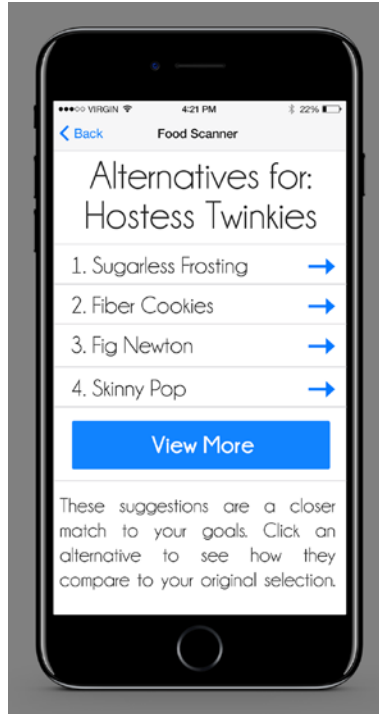 VIRGIN 4:21 PM 22%
Back Food Scanner
Alternatives for:
Hostess Twinkies
1. Sugarless Frosting
2. Fiber Cookies
3. Fig Newton
4. Skinny Pop
View More
These suggestions are a closer
match to your goals. Click an
alternative to see how they
compare to your original selection.